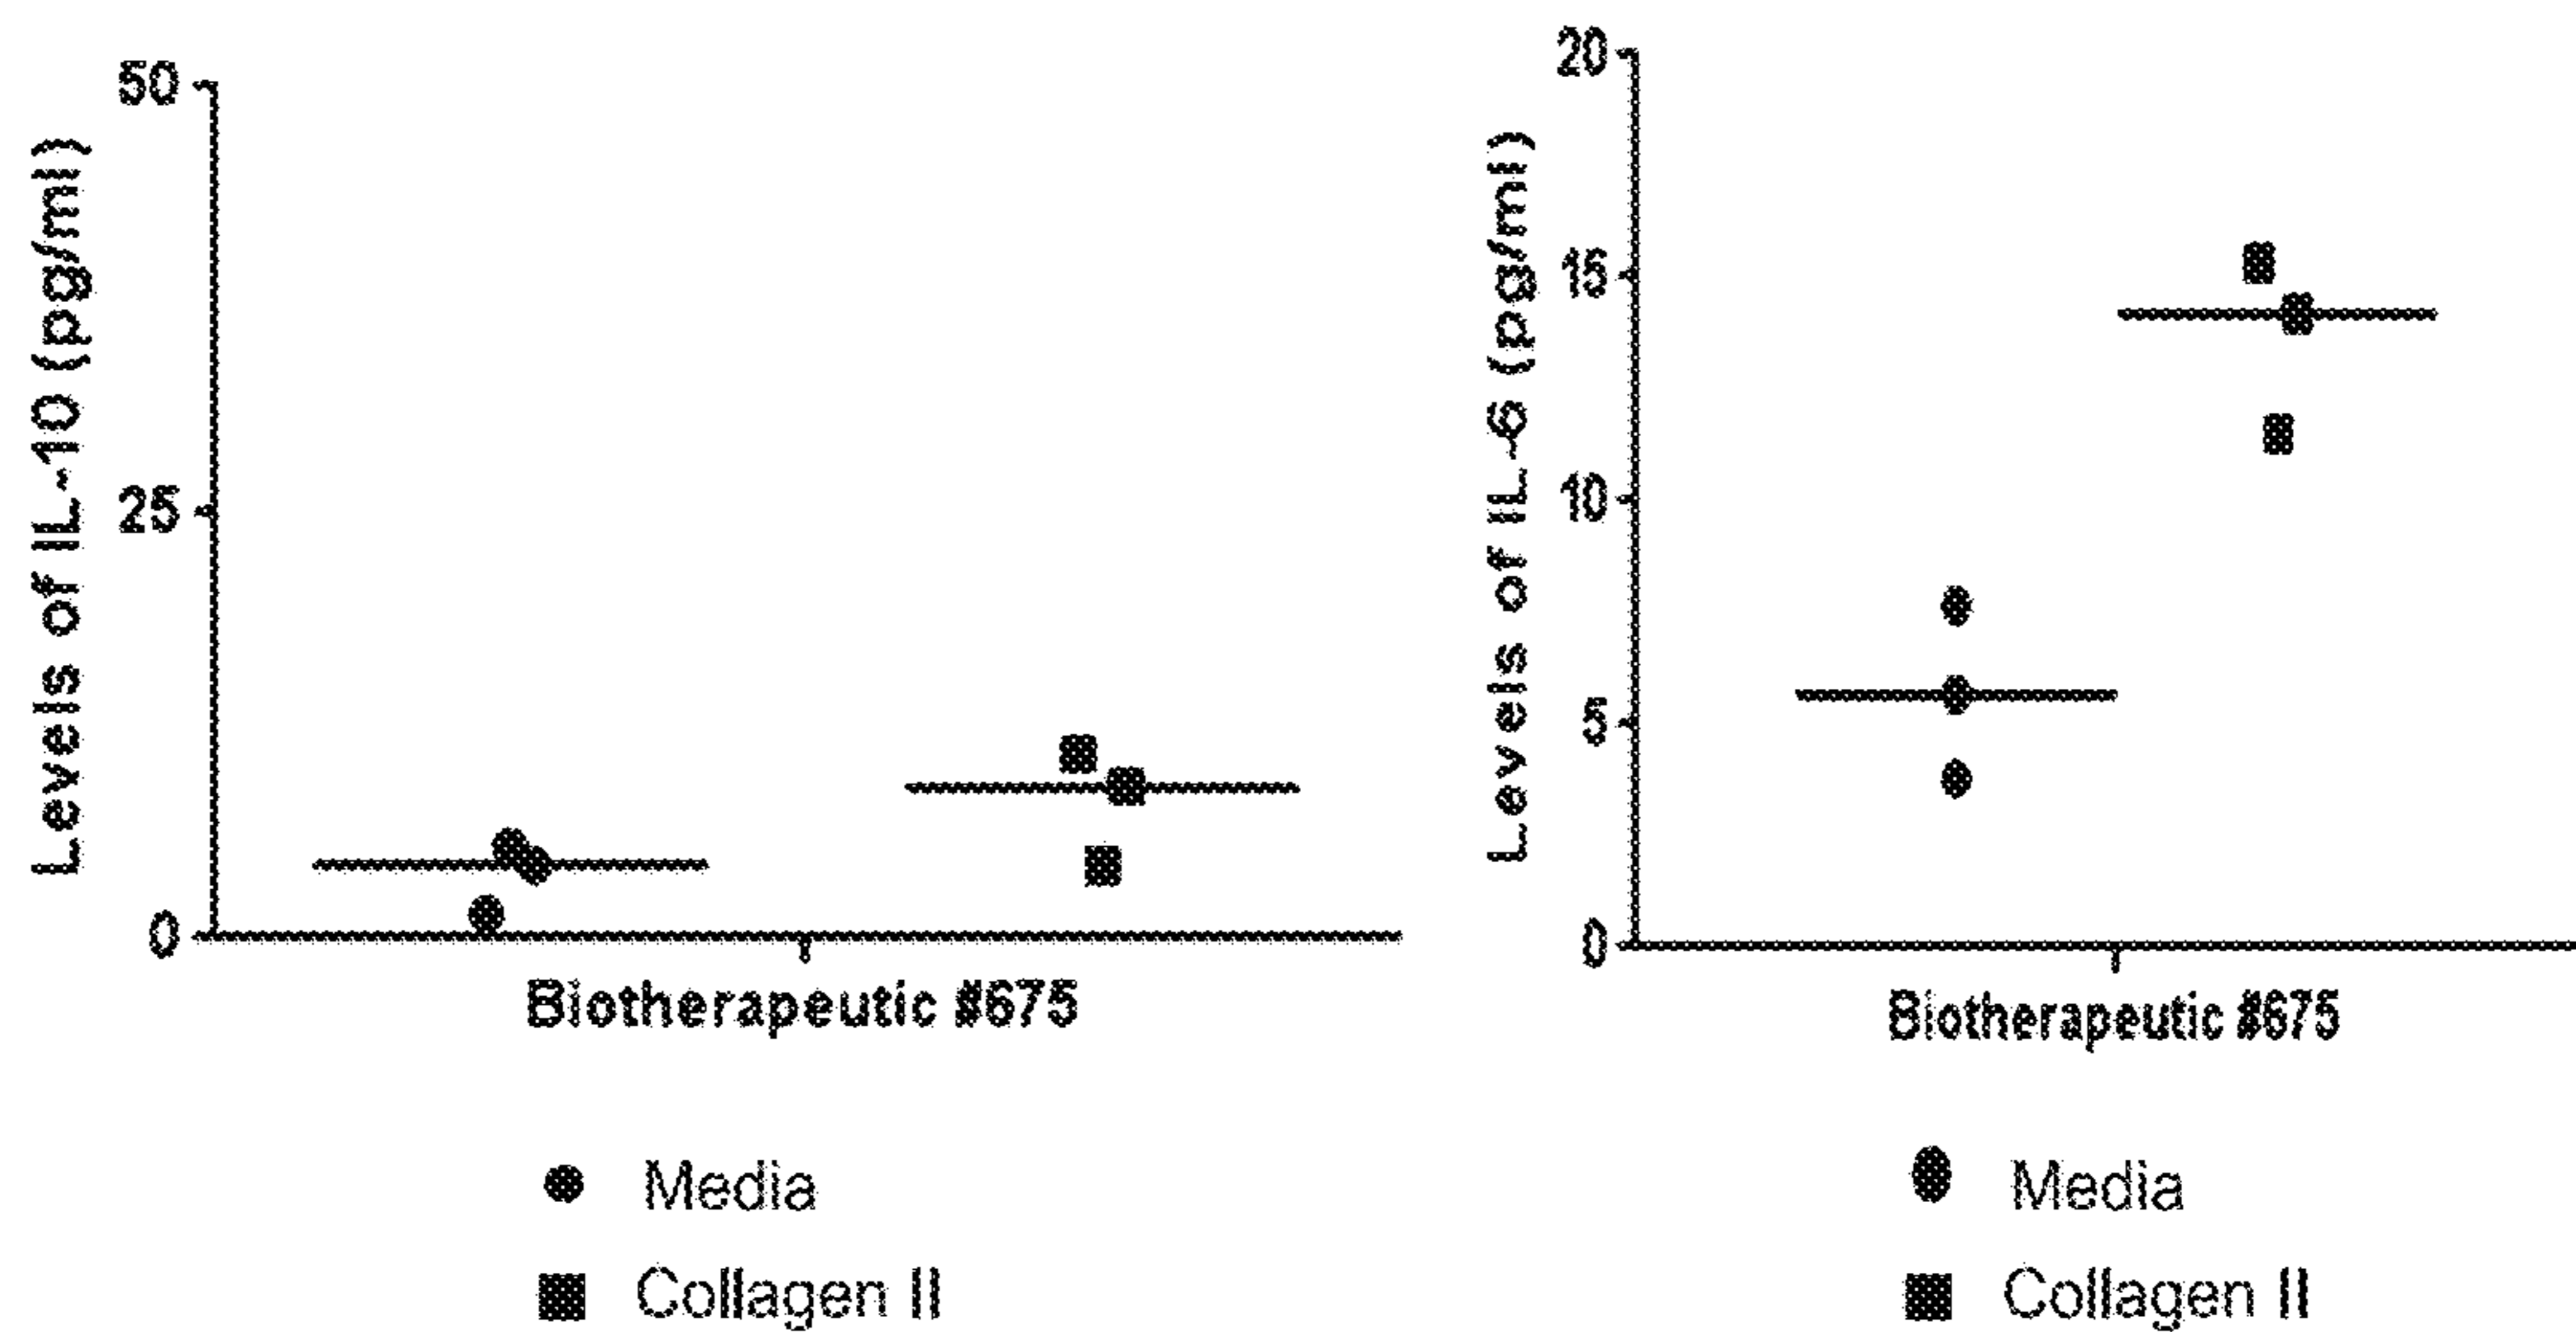 Levels of IL-10 (pg/ml)
50
25
0
Biotherapeutic #675
Media
Collagen II
Levels of IL-6 (pg/ml)
20
15
10
5
0
Biotherapeutic #675
Media
Collagen II